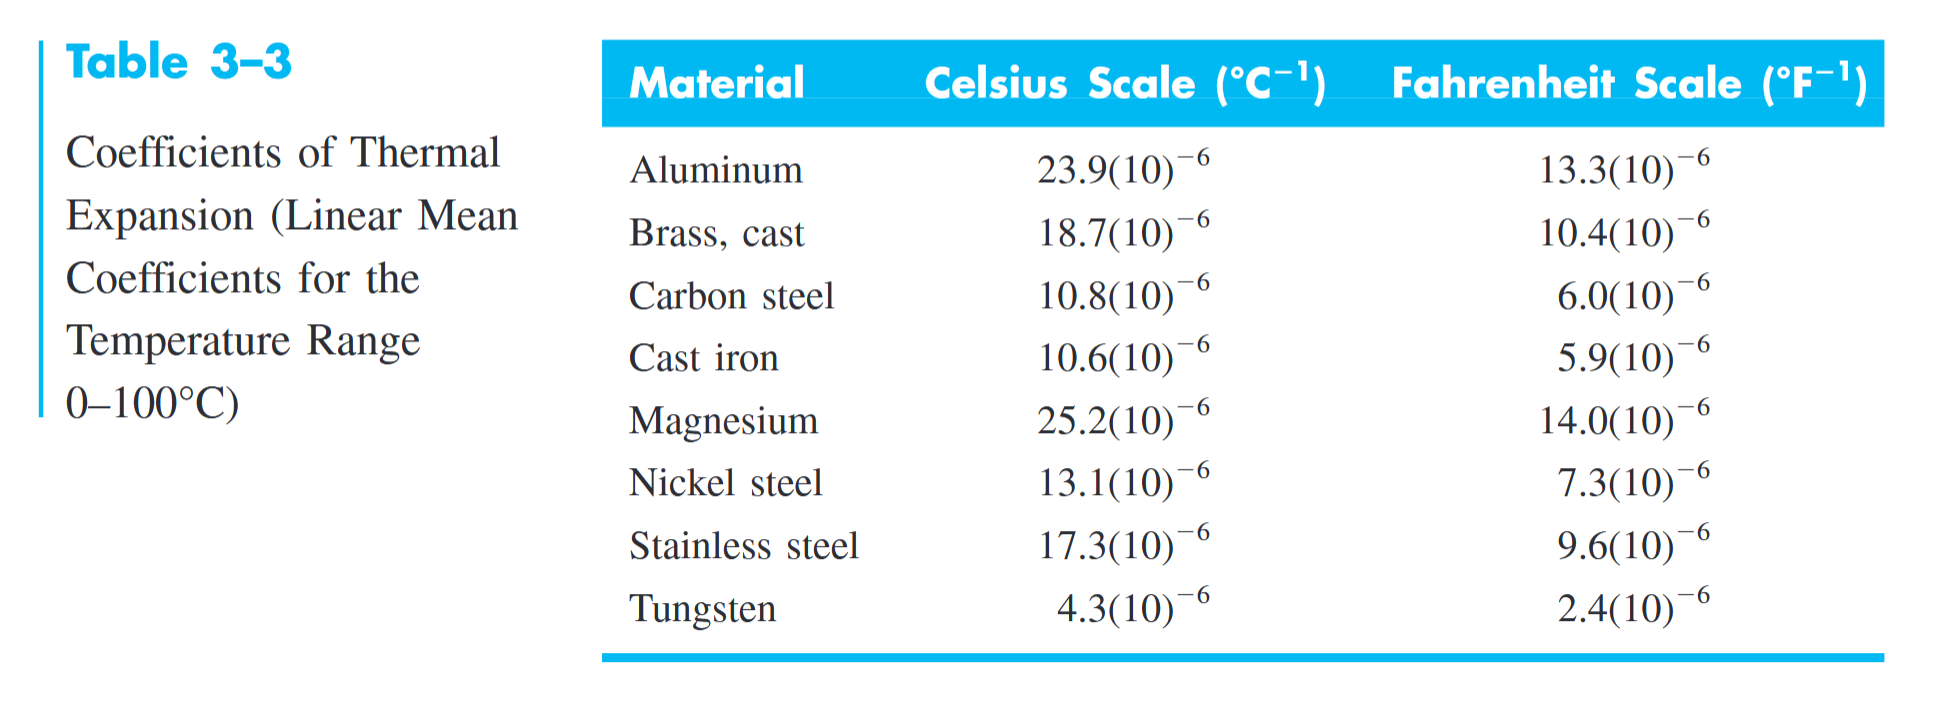 Table 3–3
Coefficients of Thermal
Expansion (Linear Mean
Coefficients for the
Temperature Range
0–100°C)
Material Celsius Scale (°C⁻¹) Fahrenheit Scale (°F⁻¹)
Aluminum 23.9(10)⁻⁶ 13.3(10)⁻⁶
Brass, cast 18.7(10)⁻⁶ 10.4(10)⁻⁶
Carbon steel 10.8(10)⁻⁶ 6.0(10)⁻⁶
Cast iron 10.6(10)⁻⁶ 5.9(10)⁻⁶
Magnesium 25.2(10)⁻⁶ 14.0(10)⁻⁶
Nickel steel 13.1(10)⁻⁶ 7.3(10)⁻⁶
Stainless steel 17.3(10)⁻⁶ 9.6(10)⁻⁶
Tungsten 4.3(10)⁻⁶ 2.4(10)⁻⁶